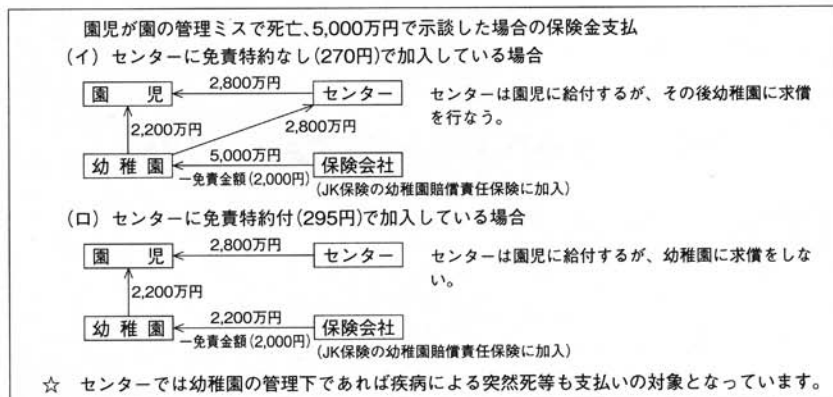 園児が園の管理ミスで死亡、5,000万円で示談した場合の保険金支払
(イ) センターに免責特約なし(270円)で加入している場合
園児
2,800万円
センター
センターは園児に給付するが、その後幼稚園に求償
を行なう。
2,200万円
2,800万円
幼稚園
5,000万円
保険会社
−免責金額(2,000円)
(JK保険の幼稚園賠償責任保険に加入)
(ロ) センターに免責特約付(295円)で加入している場合
園児
2,800万円
センター
センターは園児に給付するが、幼稚園に求償をしな
い。
2,200万円
幼稚園
2,200万円
保険会社
−免責金額(2,000円)
(JK保険の幼稚園賠償責任保険に加入)
☆ センターでは幼稚園の管理下であれば疾病による突然死等も支払いの対象となっています。